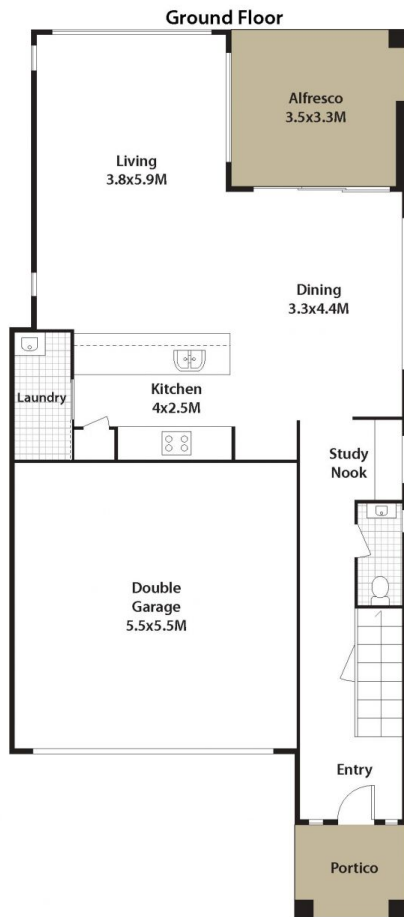 Ground Floor
Alfresco
3.5x3.3M
Living
3.8x5.9M
Dining
3.3x4.4M
Kitchen
4x2.5M
Laundry
Study
Nook
Double
Garage
5.5x5.5M
Entry
Portico